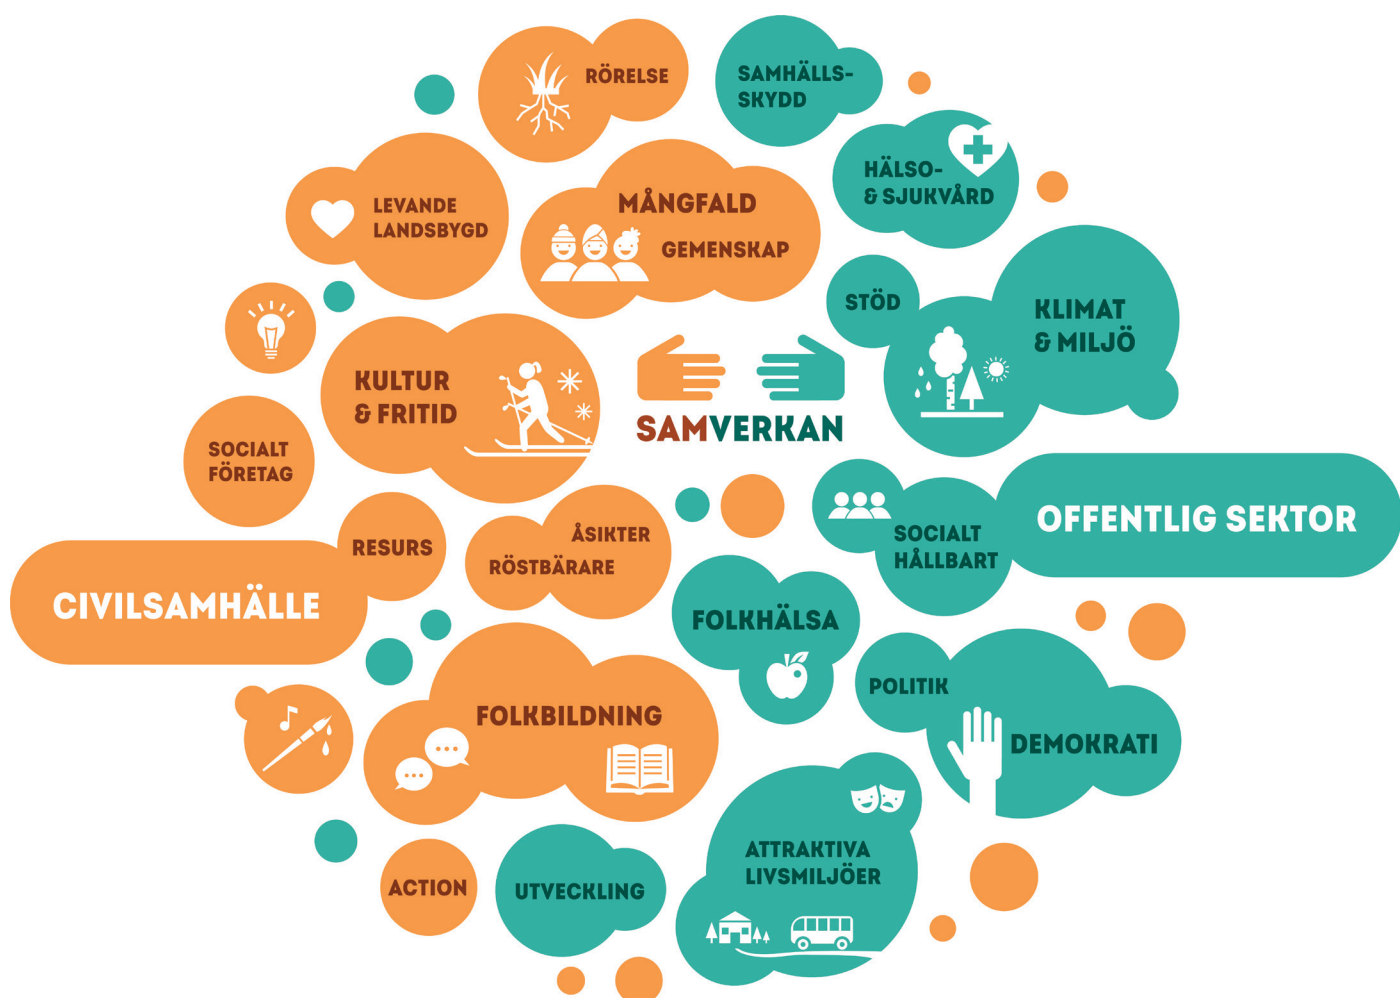 RÖRELSE
SAMHÄLLS-
SKYDD
HÄLSO-
& SJUKVÅRD
LEVANDE
LANDSBYGD
MÅNGFALD
GEMENSKAP
STÖD
KLIMAT
& MILJÖ
KULTUR
& FRITID
SAMVERKAN
SOCIALT
FÖRETAG
RESURS
ÅSIKTER
RÖSTBÄRARE
SOCIALT
HÅLLBART
OFFENTLIG SEKTOR
CIVILSAMHÄLLE
FOLKHÄLSA
POLITIK
DEMOKRATI
FOLKBILDNING
ATTRAKTIVA
LIVSMILJÖER
ACTION
UTVECKLING